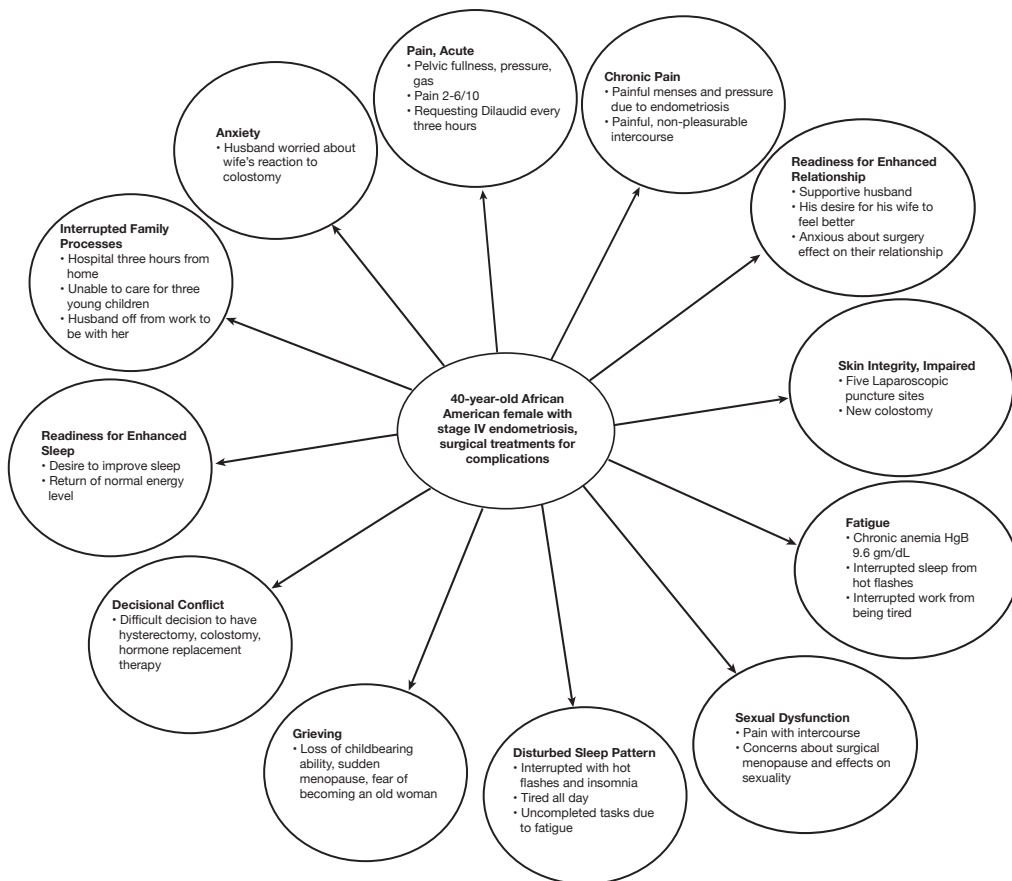 Pain, Acute
• Pelvic fullness, pressure,
gas
• Pain 2-6/10
• Requesting Dilaudid every
three hours
Chronic Pain
• Painful menses and pressure
due to endometriosis
• Painful, non-pleasurable
intercourse
Anxiety
• Husband worried about
wife's reaction to
colostomy
Readiness for Enhanced
Relationship
• Supportive husband
• His desire for his wife to
feel better
• Anxious about surgery
effect on their relationship
Interrupted Family
Processes
• Hospital three hours from
home
• Unable to care for three
young children
• Husband off from work to
be with her
Skin Integrity, Impaired
• Five Laparoscopic
puncture sites
• New colostomy
40-year-old African
American female with
stage IV endometriosis,
surgical treatments for
complications
Readiness for Enhanced
Sleep
• Desire to improve sleep
• Return of normal energy
level
Fatigue
• Chronic anemia HgB
9.6 gm/dL
• Interrupted sleep from
hot flashes
• Interrupted work from
being tired
Decisional Conflict
• Difficult decision to have
hysterectomy, colostomy,
hormone replacement
therapy
Sexual Dysfunction
• Pain with intercourse
• Concerns about surgical
menopause and effects on
sexuality
Grieving
• Loss of childbearing
ability, sudden
menopause, fear of
becoming an old woman
Disturbed Sleep Pattern
• Interrupted with hot
flashes and insomnia
• Tired all day
• Uncompleted tasks due
to fatigue